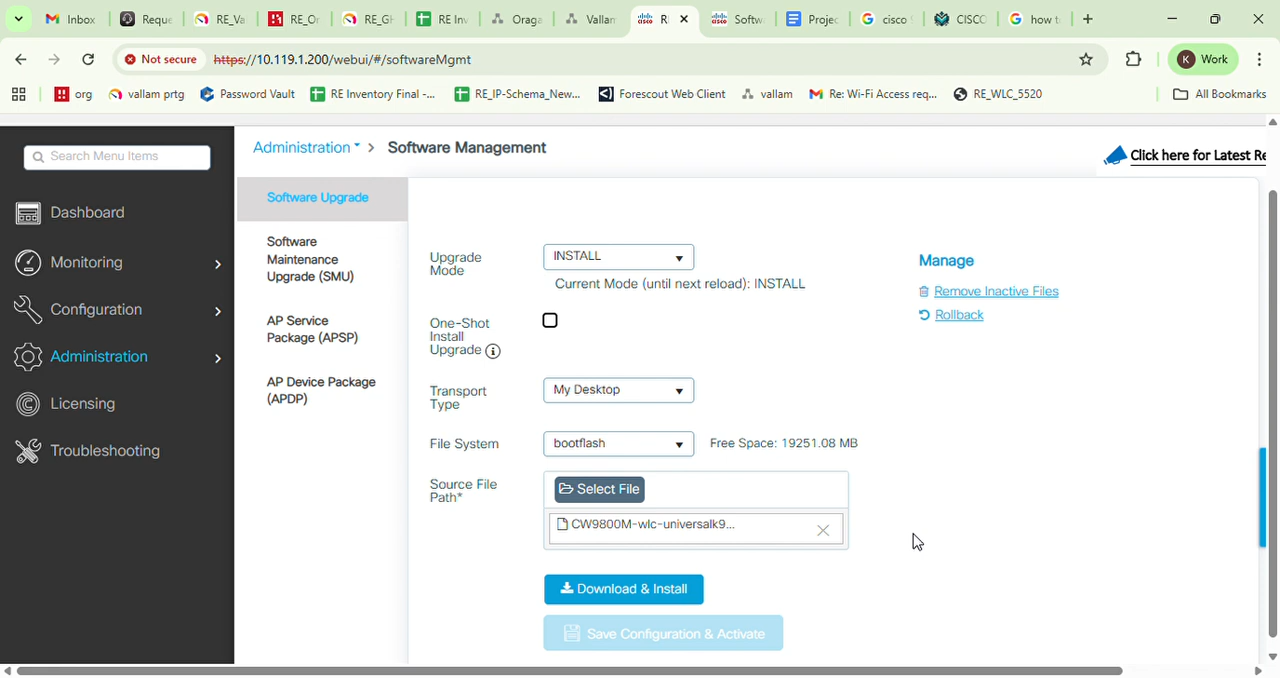 Inbox
Reque
RE_Va
RE_Or
RE_GH
RE Inv
Oraga
Vallam
RI
Softw
Projec
cisco
CISCO
how t
Not secure
https://10.119.1.200/webui/#/softwareMgmt
K Work
org
vallam prtg
Password Vault
RE Inventory Final -...
RE_IP-Schema_New...
Forescout Web Client
vallam
Re: Wi-Fi Access req...
RE_WLC_5520
All Bookmarks
Search Menu Items
Dashboard
Monitoring
Configuration
Administration
Licensing
Troubleshooting
Administration > Software Management
Click here for Latest Re
Software Upgrade
Software
Maintenance
Upgrade (SMU)
AP Service
Package (APSP)
AP Device Package
(APDP)
Upgrade
Mode
INSTALL
Current Mode (until next reload): INSTALL
One-Shot
Install
Upgrade
Transport
Type
My Desktop
File System
bootflash
Free Space: 19251.08 MB
Source File
Path*
Select File
CW9800M-wlc-universalk9...
Download & Install
Save Configuration & Activate
Manage
Remove Inactive Files
Rollback